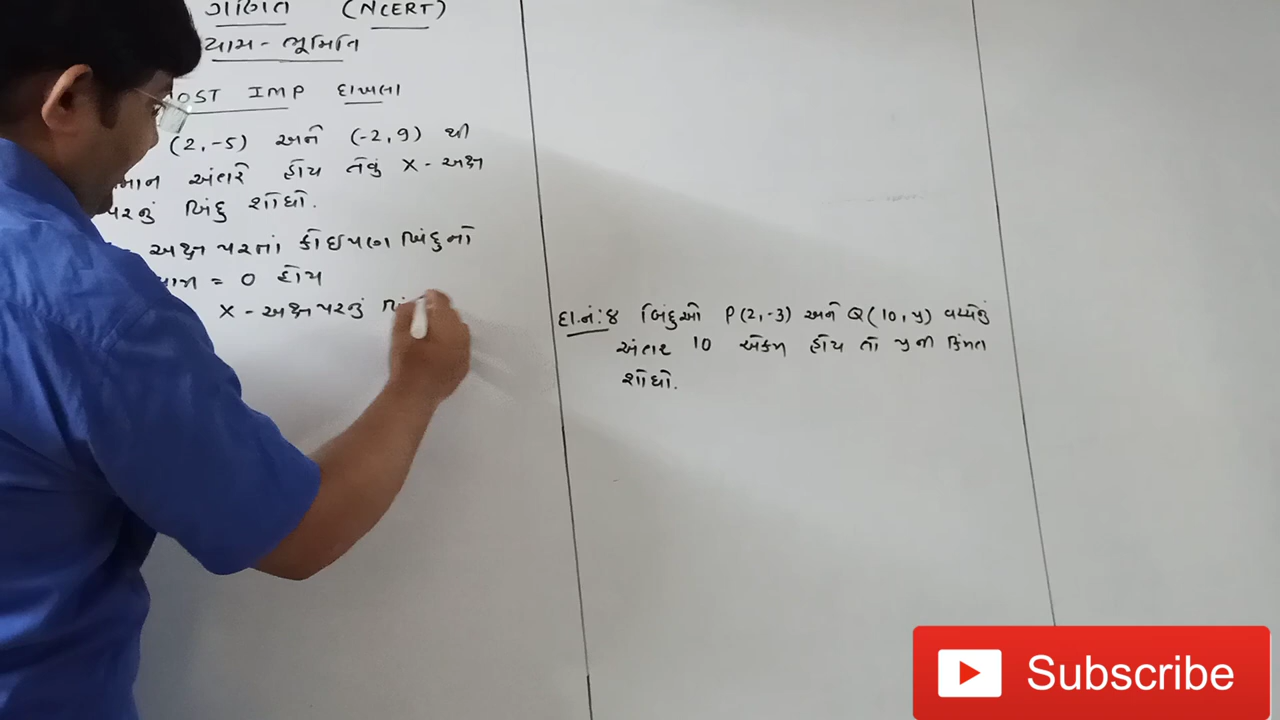 ગણિત (NCERT)
યામ - ભૂમિતિ
MOST IMP દાખલા
(2, -5) અને (-2, 9) થી
અંતરે હોય તેવું X - અક્ષ
પરનું બિંદુ શોધો.
અક્ષ પરનાં કોઈપણ બિંદુનો
= 0 હોય
X - અક્ષ પરનું
દા.નં: ૪ બિંદુઓ P(2, -3) અને Q(10, y) વચ્ચેનું
અંતર 10 એકમ હોય તો y ની કિંમત
શોધો.
Subscribe